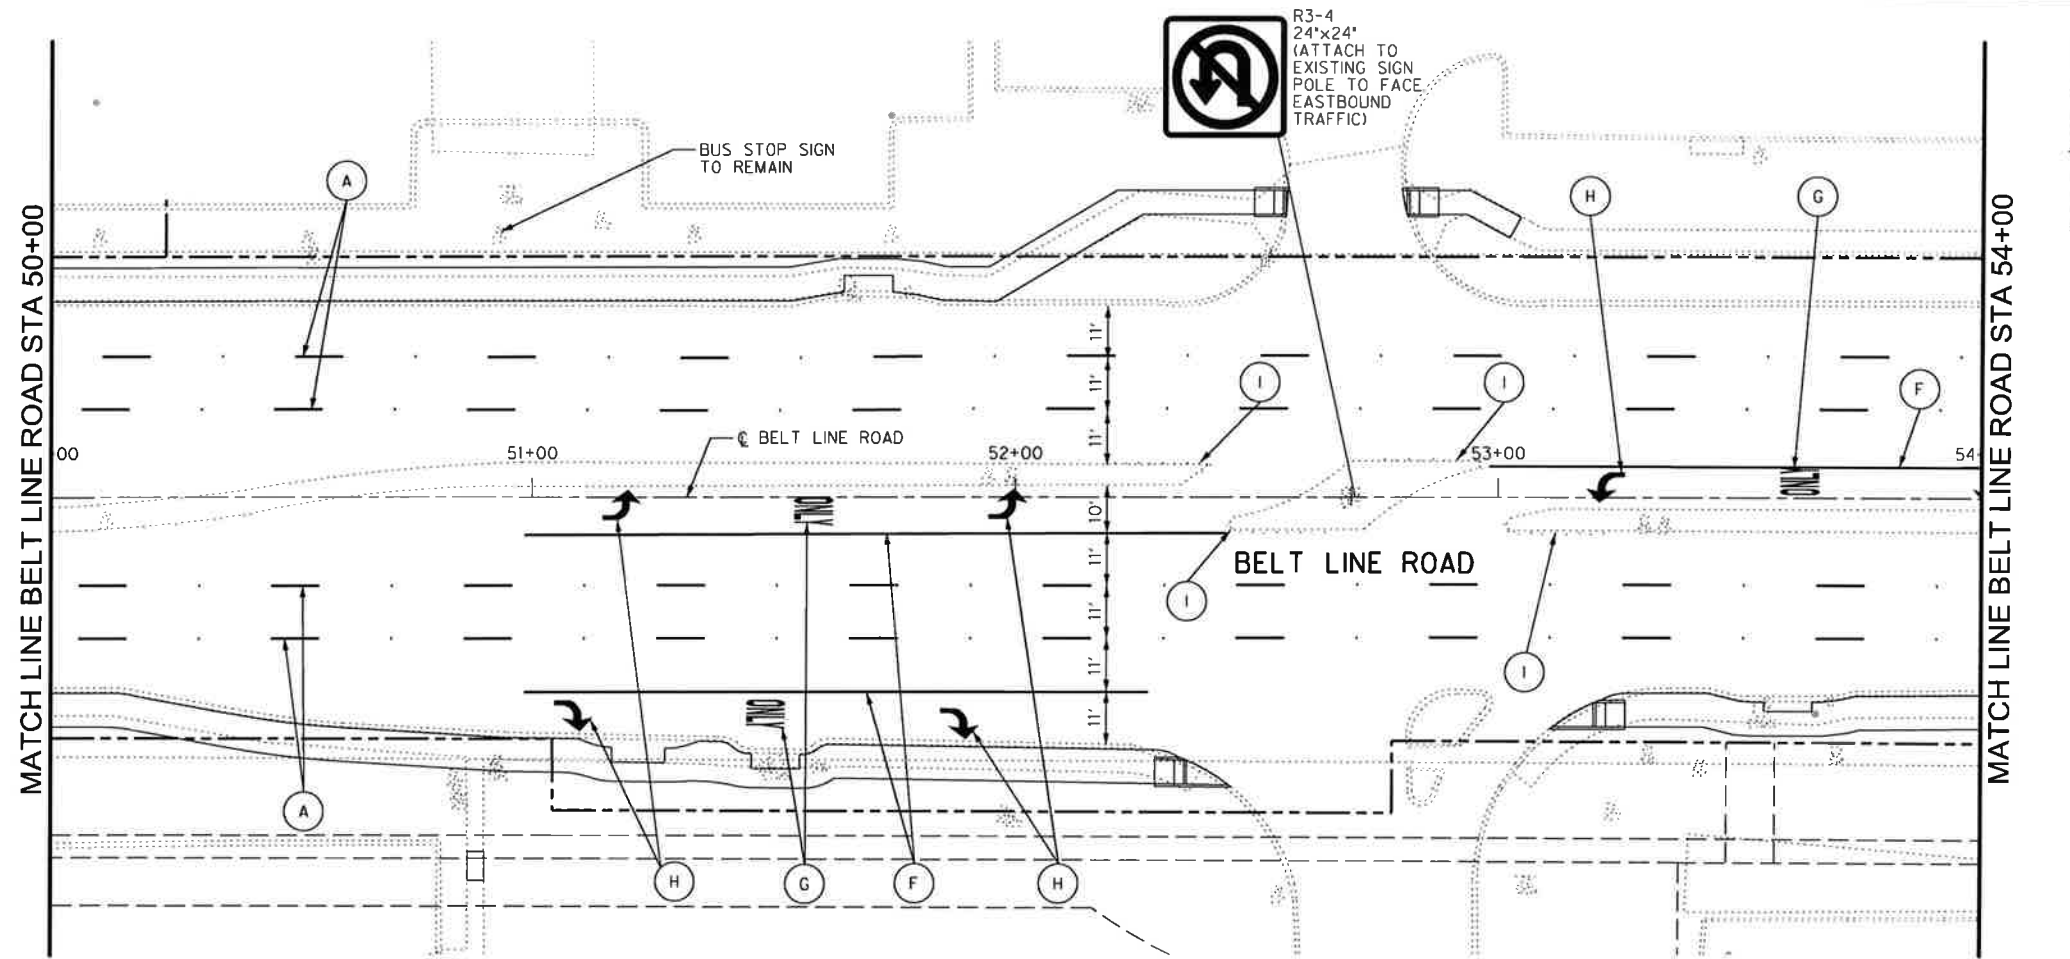 R3-4
24"x24"
(ATTACH TO
EXISTING SIGN
POLE TO FACE
EASTBOUND
TRAFFIC)
BUS STOP SIGN
TO REMAIN
A
H
G
MATCH LINE BELT LINE ROAD STA 50+00
MATCH LINE BELT LINE ROAD STA 54+00
11'
11'
11'
I
I
F
℄ BELT LINE ROAD
00
51+00
52+00
53+00
54
ONLY
ONLY
10'
BELT LINE ROAD
11'
11'
11'
11'
I
I
ONLY
A
H
G
F
H